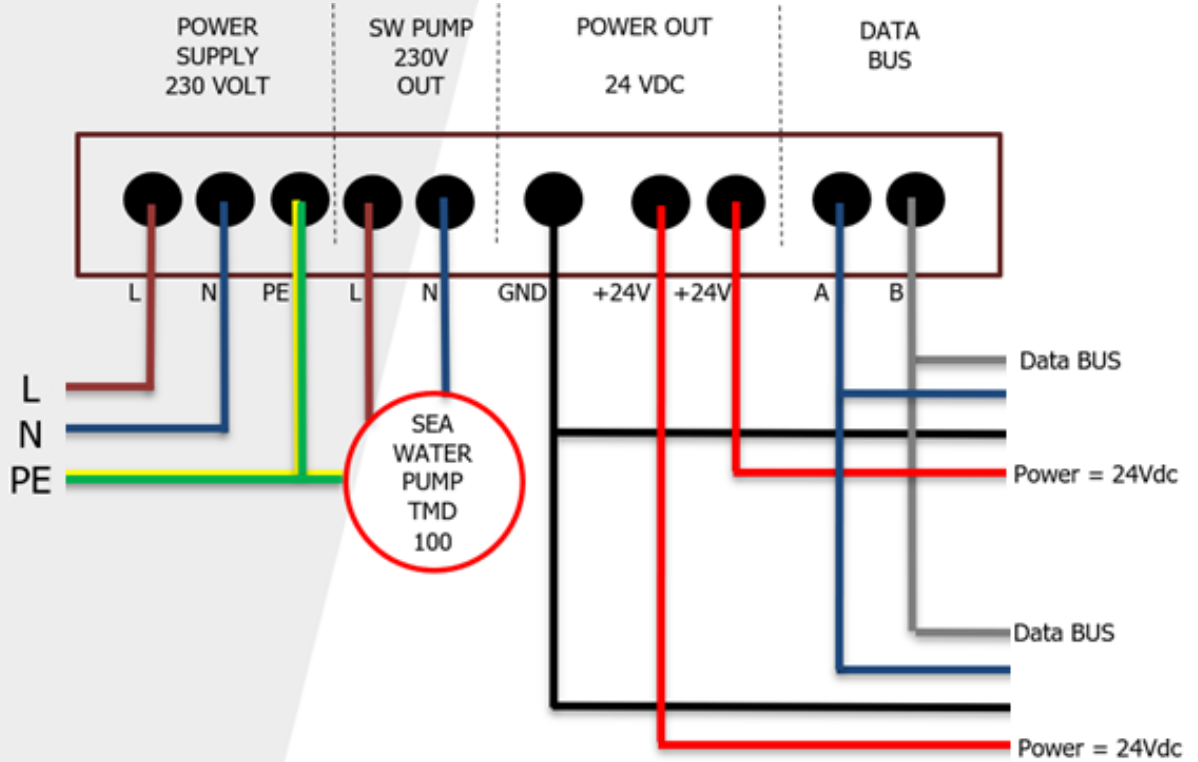 POWER
SUPPLY
230 VOLT
SW PUMP
230V
OUT
POWER OUT
24 VDC
DATA
BUS
L
N
PE
L
N
GND
+24V
+24V
A
B
L
N
PE
SEA
WATER
PUMP
TMD
100
Data BUS
Power = 24Vdc
Data BUS
Power = 24Vdc